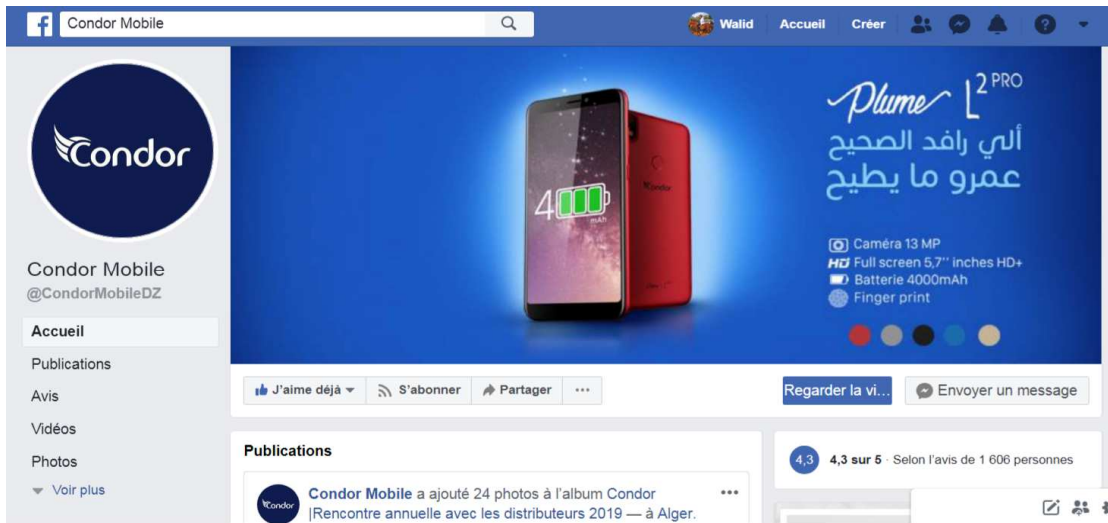 Condor Mobile
Walid
Accueil
Créer
Condor
Condor Mobile
@CondorMobileDZ
Accueil
Publications
Avis
Vidéos
Photos
Voir plus
Plume L2 PRO
ألي رافد الصحيح
عمرو ما يطيح
Caméra 13 MP
HD Full screen 5,7'' inches HD+
Batterie 4000mAh
Finger print
4
mAh
Condor
J'aime déjà
S'abonner
Partager
Regarder la vi...
Envoyer un message
Publications
Condor
Condor Mobile a ajouté 24 photos à l'album Condor
|Rencontre annuelle avec les distributeurs 2019 — à Alger.
4,3
4,3 sur 5 · Selon l'avis de 1 606 personnes